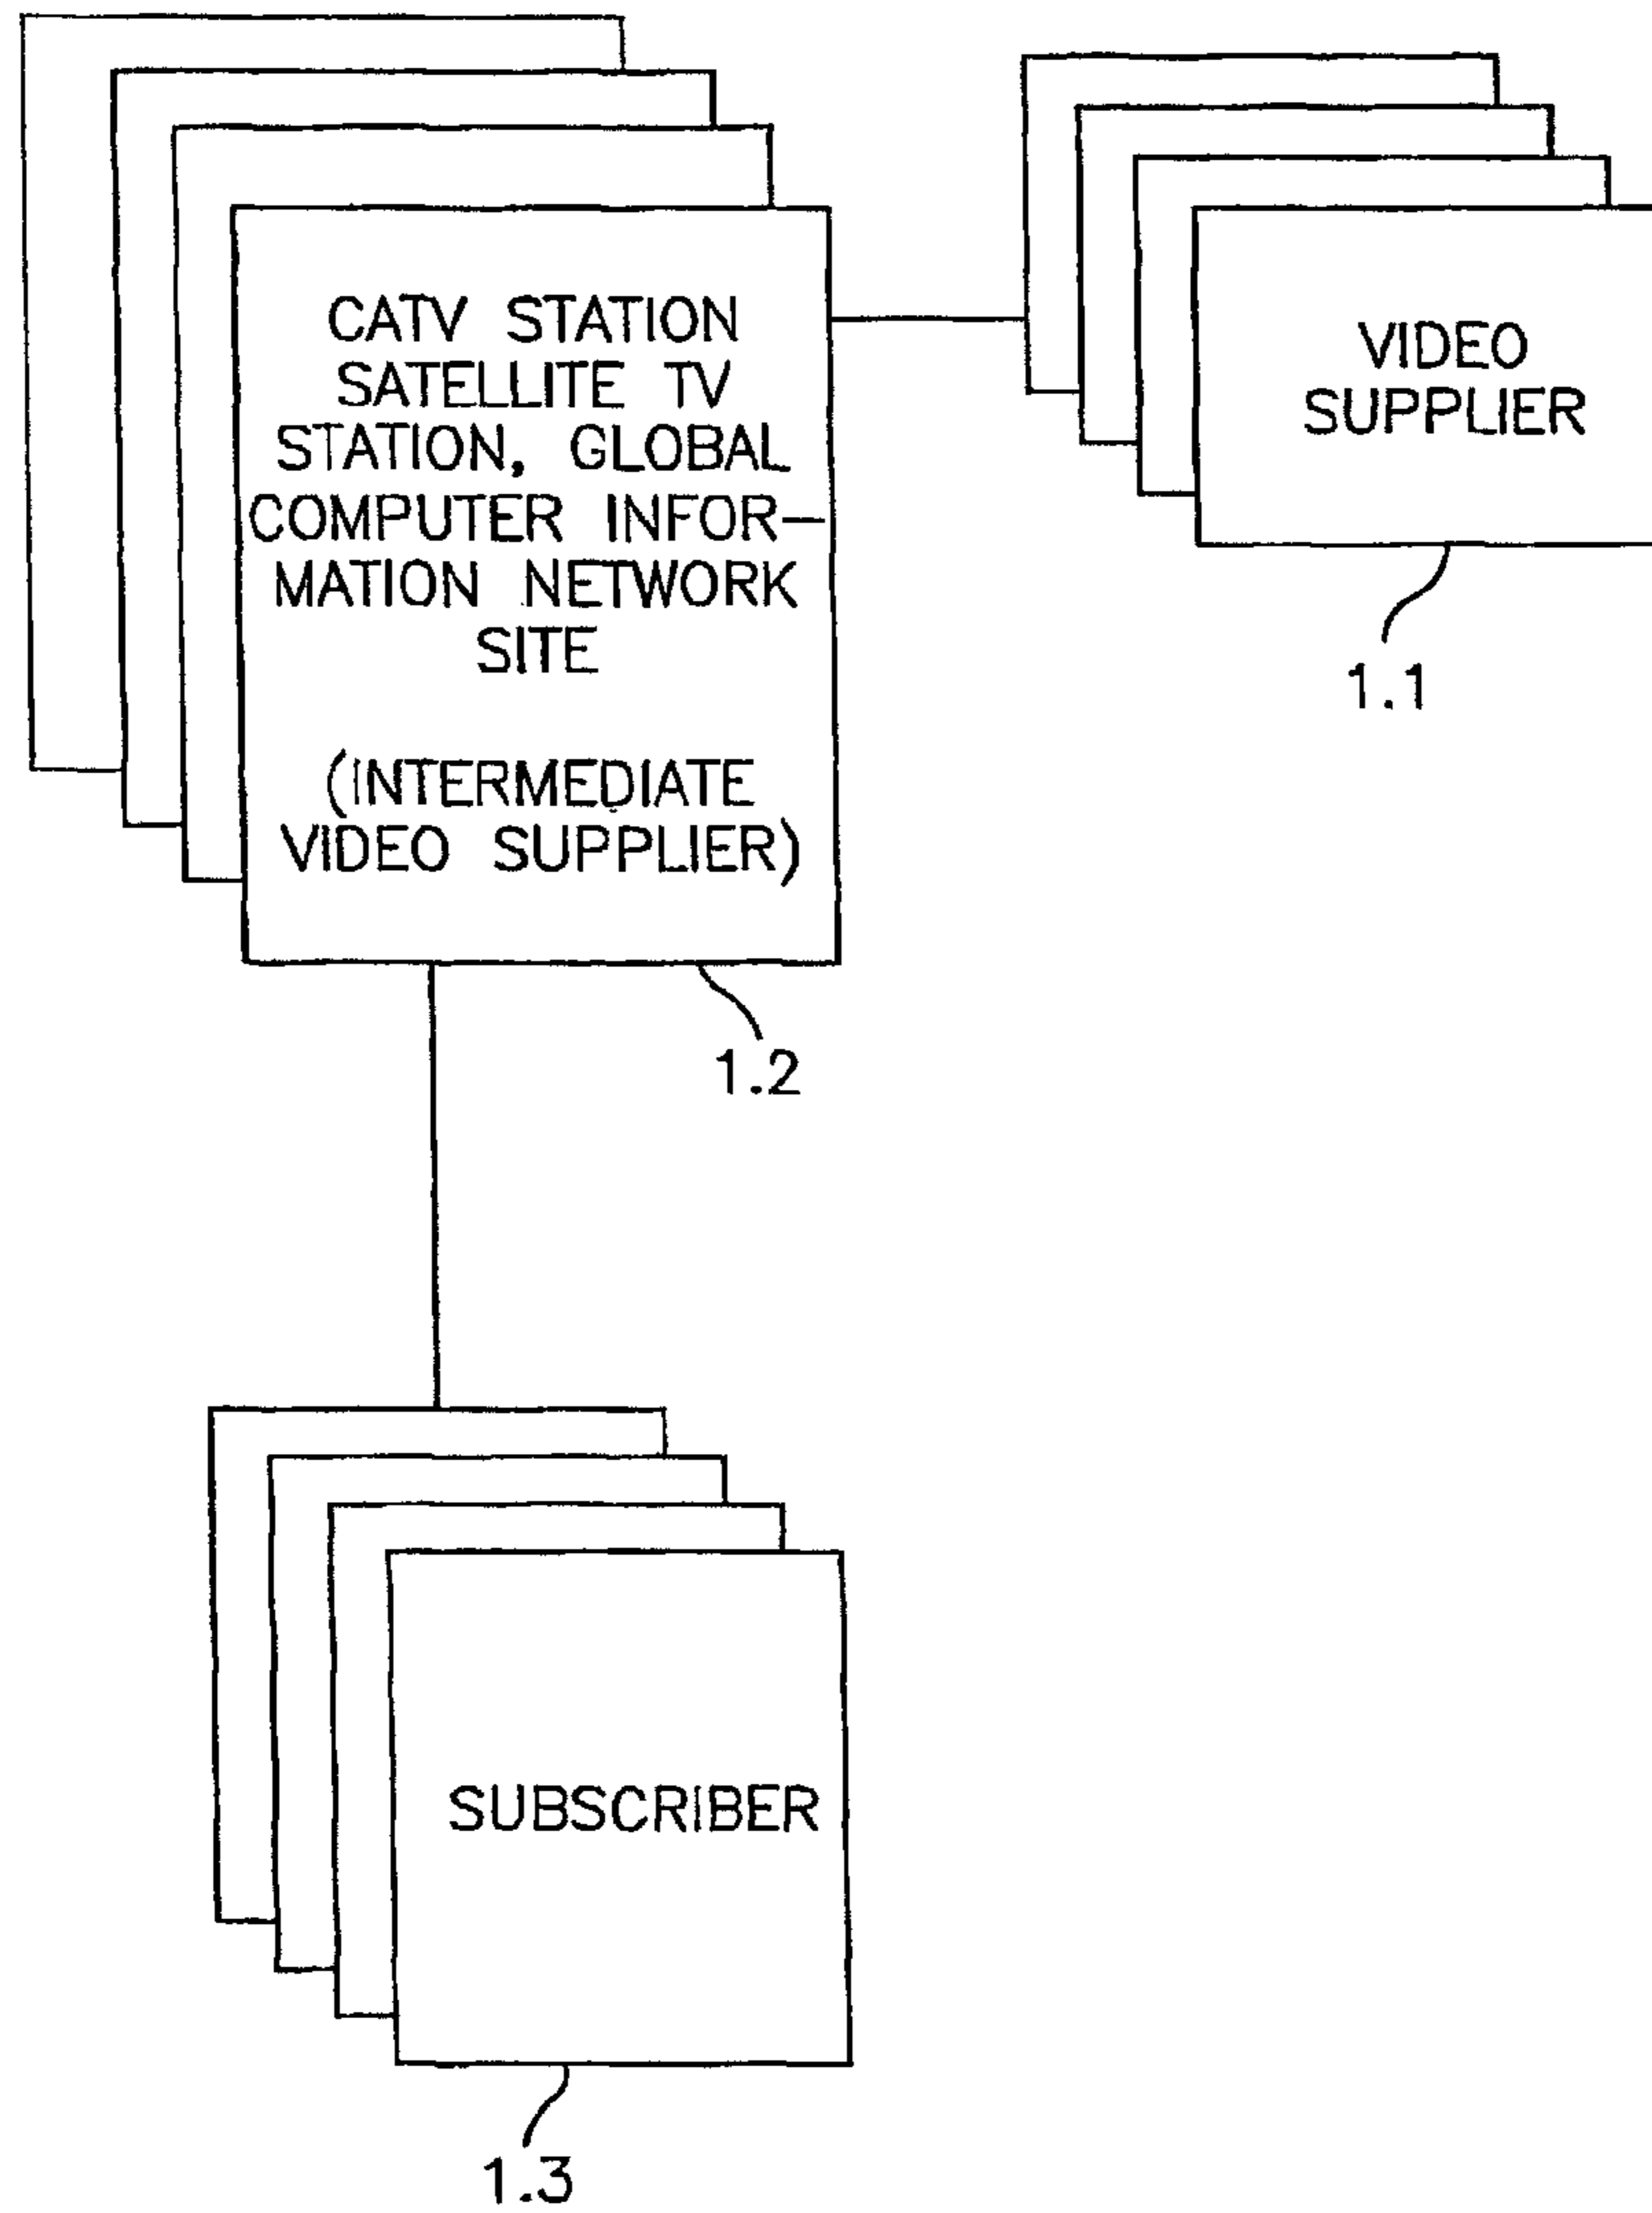 CATV STATION
SATELLITE TV
STATION, GLOBAL
COMPUTER INFOR-
MATION NETWORK
SITE
(INTERMEDIATE
VIDEO SUPPLIER)
1.2
VIDEO
SUPPLIER
1.1
SUBSCRIBER
1.3